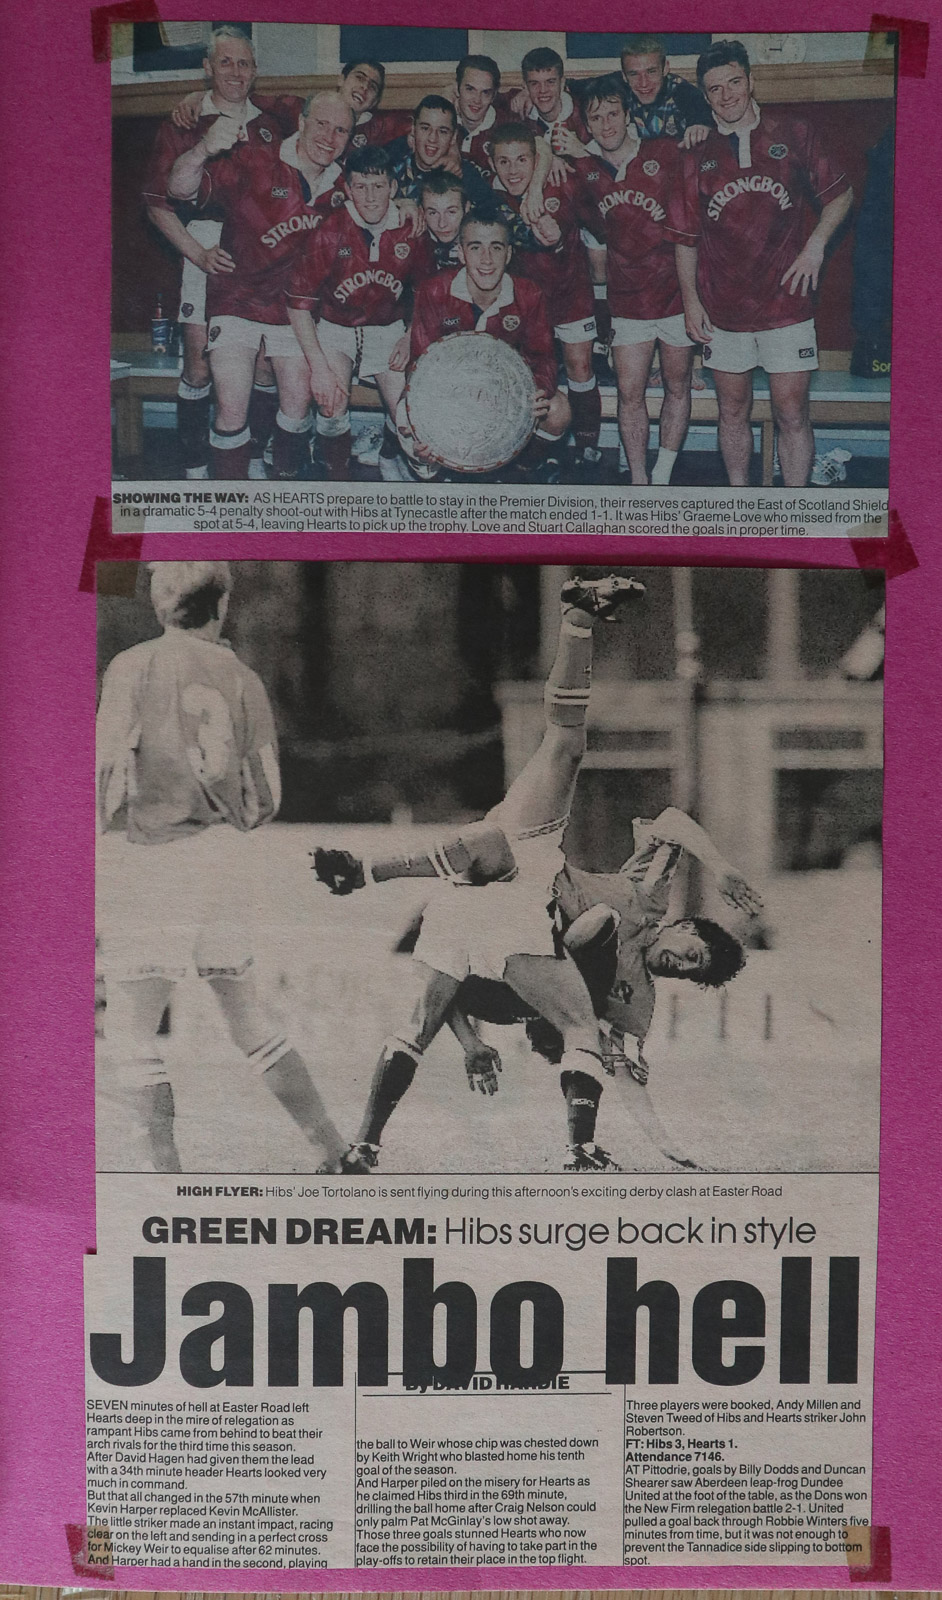 STRONGBOW
STRONG
RONGBOW
STRONGBOW
SHOWING THE WAY: AS HEARTS prepare to battle to stay in the Premier Division, their reserves captured the East of Scotland Shield
in a dramatic 5-4 penalty shoot-out with Hibs at Tynecastle after the match ended 1-1. It was Hibs' Graeme Love who missed from the
spot at 5-4, leaving Hearts to pick up the trophy. Love and Stuart Callaghan scored the goals in proper time.
HIGH FLYER: Hibs' Joe Tortolano is sent flying during this afternoon's exciting derby clash at Easter Road
GREEN DREAM: Hibs surge back in style
Jambo hell
By DAVID HARDIE
SEVEN minutes of hell at Easter Road left
Hearts deep in the mire of relegation as
rampant Hibs came from behind to beat their
arch rivals for the third time this season.
After David Hagen had given them the lead
with a 34th minute header Hearts looked very
much in command.
But that all changed in the 57th minute when
Kevin Harper replaced Kevin McAllister.
The little striker made an instant impact, racing
clear on the left and sending in a perfect cross
for Mickey Weir to equalise after 62 minutes.
And Harper had a hand in the second, playing
the ball to Weir whose chip was chested down
by Keith Wright who blasted home his tenth
goal of the season.
And Harper piled on the misery for Hearts as
he claimed Hibs third in the 69th minute,
drilling the ball home after Craig Nelson could
only palm Pat McGinlay's low shot away.
Those three goals stunned Hearts who now
face the possibility of having to take part in the
play-offs to retain their place in the top flight.
Three players were booked, Andy Millen and
Steven Tweed of Hibs and Hearts striker John
Robertson.
FT: Hibs 3, Hearts 1.
Attendance 7146.
AT Pittodrie, goals by Billy Dodds and Duncan
Shearer saw Aberdeen leap-frog Dundee
United at the foot of the table, as the Dons won
the New Firm relegation battle 2-1. United
pulled a goal back through Robbie Winters five
minutes from time, but it was not enough to
prevent the Tannadice side slipping to bottom
spot.